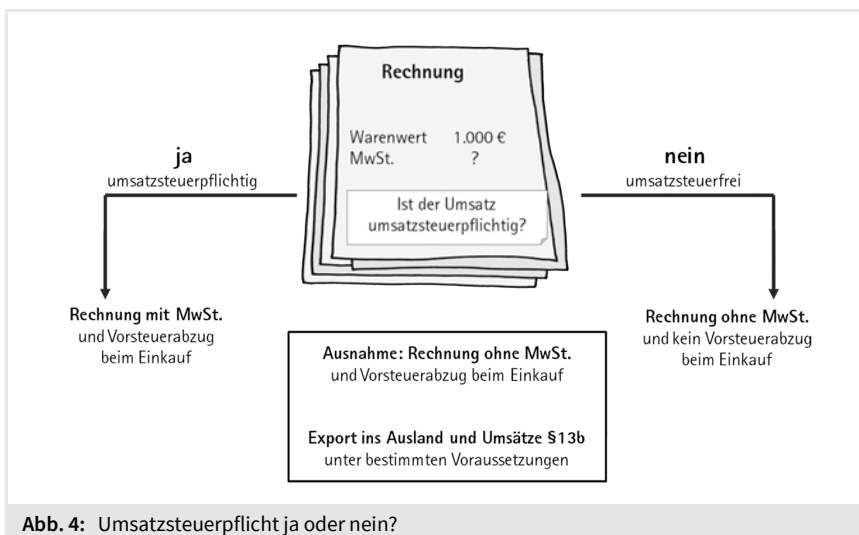 Rechnung
Warenwert 1.000 €
MwSt. ?
Ist der Umsatz
umsatzsteuerpflichtig?
ja
umsatzsteuerpflichtig
nein
umsatzsteuerfrei
Rechnung mit MwSt.
und Vorsteuerabzug
beim Einkauf
Ausnahme: Rechnung ohne MwSt.
und Vorsteuerabzug beim Einkauf
Export ins Ausland und Umsätze §13b
unter bestimmten Voraussetzungen
Rechnung ohne MwSt.
und kein Vorsteuerabzug
beim Einkauf
Abb. 4: Umsatzsteuerpflicht ja oder nein?